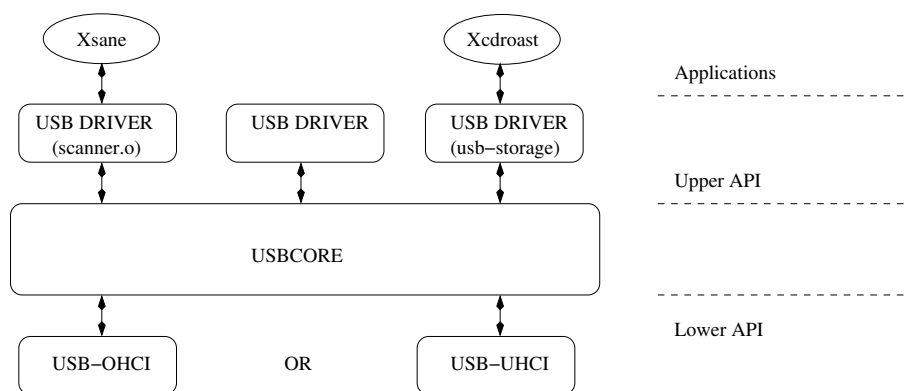 Xsane
Xcdroast
Applications
USB DRIVER
(scanner.o)
USB DRIVER
USB DRIVER
(usb−storage)
Upper API
USBCORE
Lower API
USB−OHCI
OR
USB−UHCI